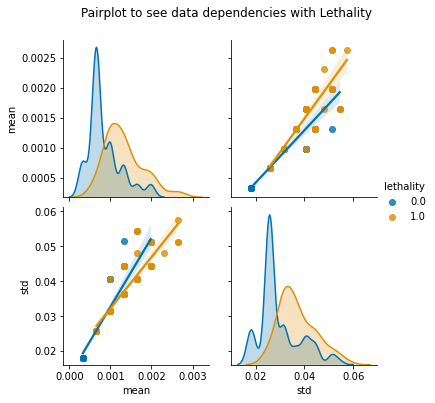 Pairplot to see data dependencies with Lethality
0.0025
0.0020
0.0015
0.0010
0.0005
mean
lethality
0.0
1.0
0.06
0.05
0.04
0.03
0.02
std
0.000 0.001 0.002 0.003
mean
0.02 0.04 0.06
std